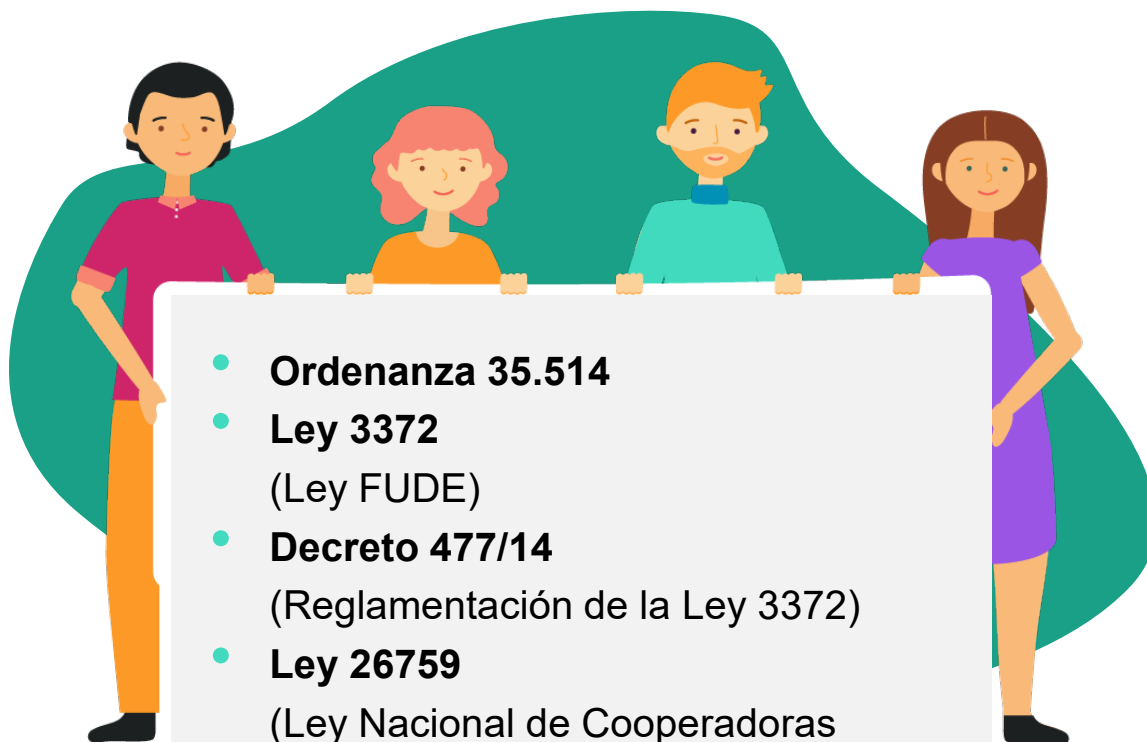 Ordenanza 35.514
Ley 3372
(Ley FUDE)
Decreto 477/14
(Reglamentación de la Ley 3372)
Ley 26759
(Ley Nacional de Cooperadoras